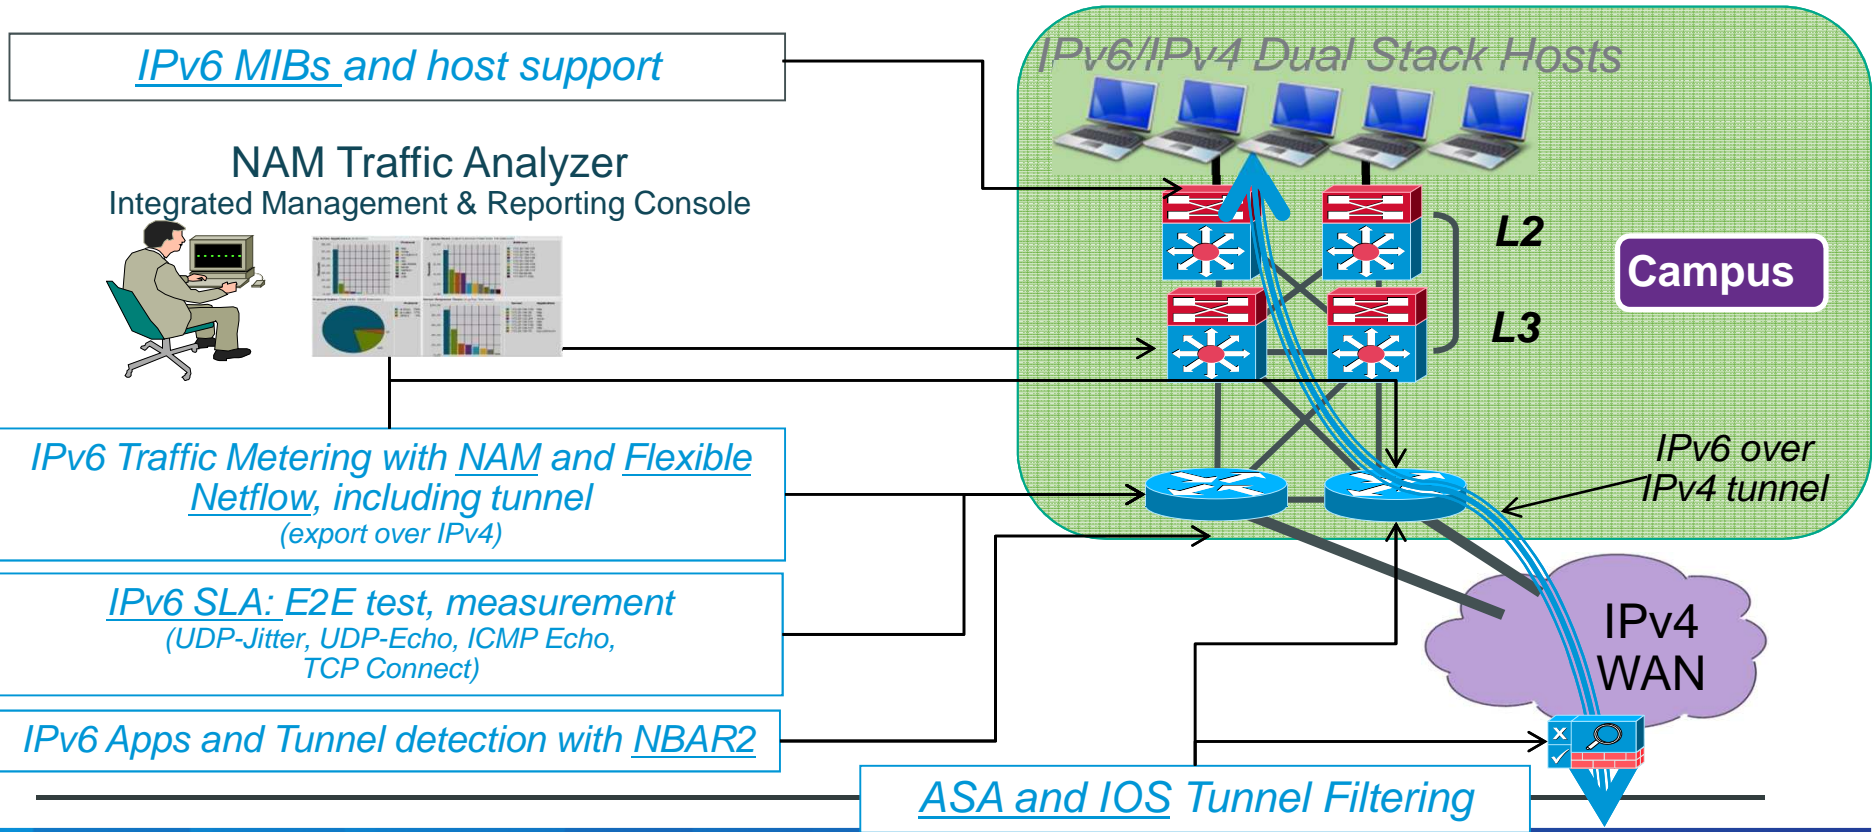 IPv6 MIBs and host support
IPv6/IPv4 Dual Stack Hosts
NAM Traffic Analyzer
Integrated Management & Reporting Console
L2
Campus
L3
IPv6 Traffic Metering with NAM and Flexible
Netflow, including tunnel
(export over IPv4)
IPv6 over
IPv4 tunnel
IPv6 SLA: E2E test, measurement
(UDP-Jitter, UDP-Echo, ICMP Echo,
TCP Connect)
IPv4
WAN
IPv6 Apps and Tunnel detection with NBAR2
ASA and IOS Tunnel Filtering